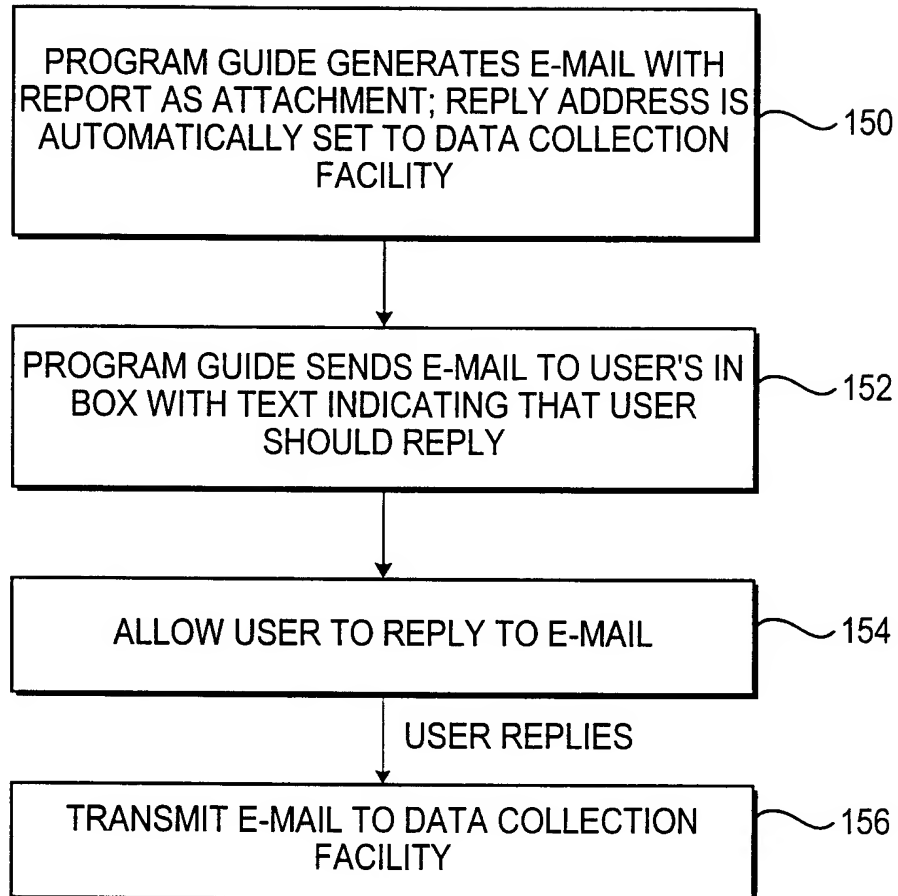 PROGRAM GUIDE GENERATES E-MAIL WITH
REPORT AS ATTACHMENT; REPLY ADDRESS IS
AUTOMATICALLY SET TO DATA COLLECTION
FACILITY
150
PROGRAM GUIDE SENDS E-MAIL TO USER'S IN
BOX WITH TEXT INDICATING THAT USER
SHOULD REPLY
152
ALLOW USER TO REPLY TO E-MAIL
154
USER REPLIES
TRANSMIT E-MAIL TO DATA COLLECTION
FACILITY
156